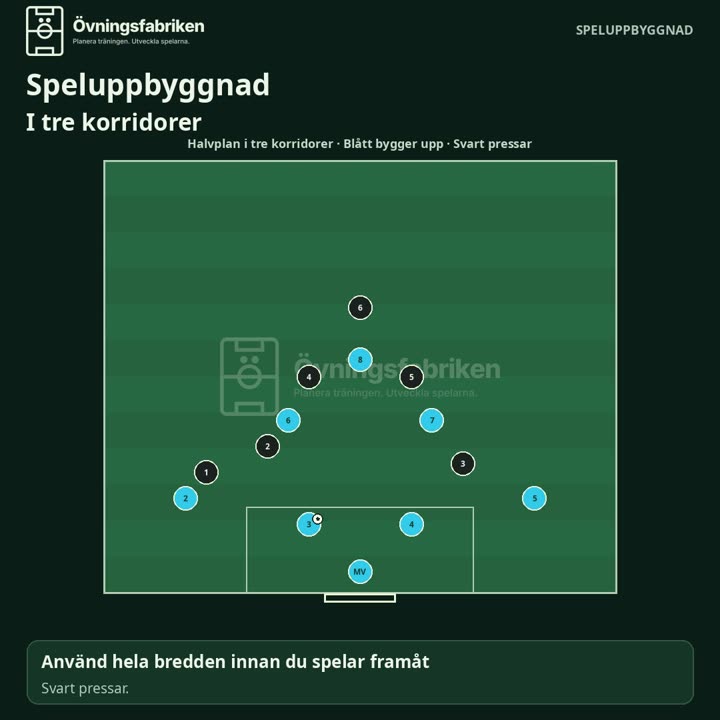 Övningsfabriken
Planera träningen. Utveckla spelarna.
SPELUPPBYGGNAD
Speluppbyggnad
I tre korridorer
Halvplan i tre korridorer · Blått bygger upp · Svart pressar
6
8
Övningsfabriken
4
5
Planera träningen. Utveckla spelarna.
6
7
2
3
1
2
5
3
4
MV
Använd hela bredden innan du spelar framåt
Svart pressar.